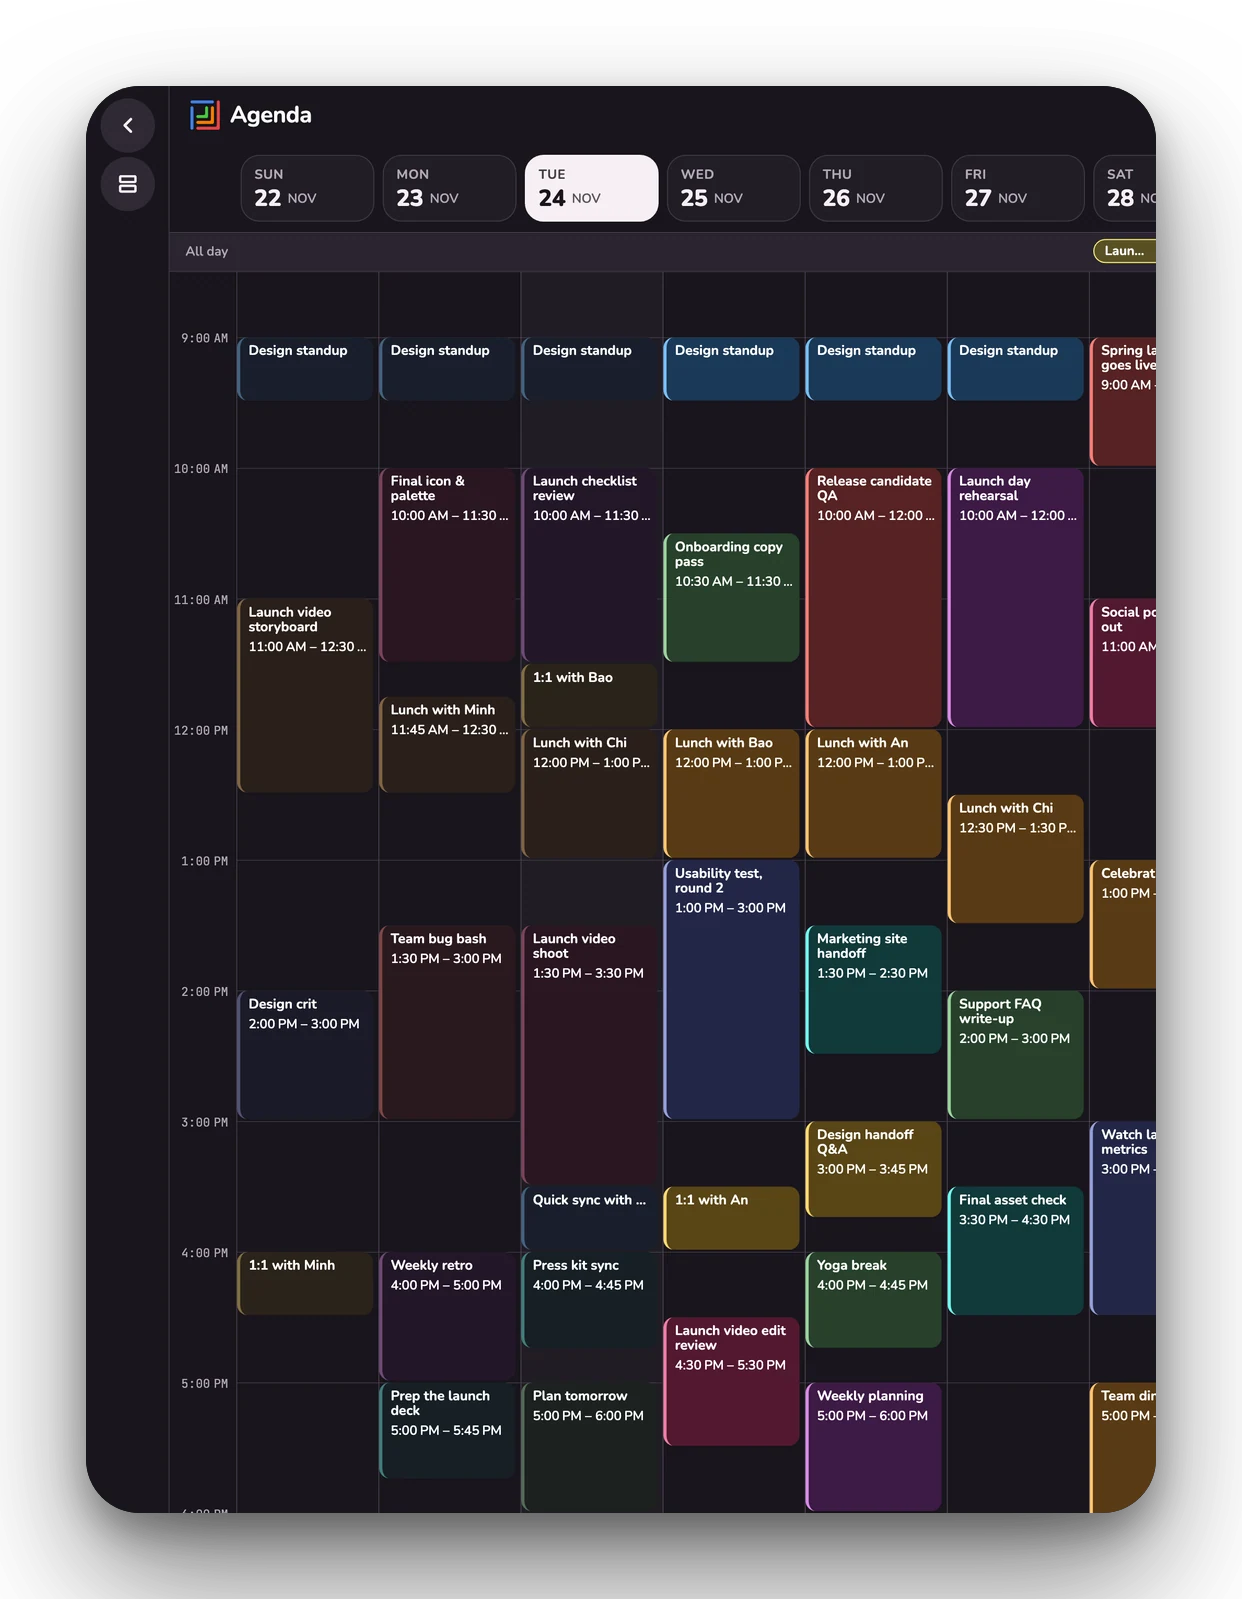 Agenda
SUN
22 NOV
MON
23 NOV
TUE
24 NOV
WED
25 NOV
THU
26 NOV
FRI
27 NOV
SAT
28
All day
Laun...
9:00 AM
10:00 AM
11:00 AM
12:00 PM
1:00 PM
2:00 PM
3:00 PM
4:00 PM
5:00 PM
Design standup
Launch video
storyboard
11:00 AM – 12:30 ...
Design crit
2:00 PM – 3:00 PM
1:1 with Minh
Design standup
Final icon &
palette
10:00 AM – 11:30 ...
Lunch with Minh
11:45 AM – 12:30 ...
Team bug bash
1:30 PM – 3:00 PM
Weekly retro
4:00 PM – 5:00 PM
Prep the launch
deck
5:00 PM – 5:45 PM
Design standup
Launch checklist
review
10:00 AM – 11:30 ...
1:1 with Bao
Lunch with Chi
12:00 PM – 1:00 P...
Launch video
shoot
1:30 PM – 3:30 PM
Quick sync with ...
Press kit sync
4:00 PM – 4:45 PM
Plan tomorrow
5:00 PM – 6:00 PM
Design standup
Onboarding copy
pass
10:30 AM – 11:30 ...
Lunch with Bao
12:00 PM – 1:00 P...
Usability test,
round 2
1:00 PM – 3:00 PM
1:1 with An
Launch video edit
review
4:30 PM – 5:30 PM
Design standup
Release candidate
QA
10:00 AM – 12:00 ...
Lunch with An
12:00 PM – 1:00 P...
Marketing site
handoff
1:30 PM – 2:30 PM
Design handoff
Q&A
3:00 PM – 3:45 PM
Yoga break
4:00 PM – 4:45 PM
Weekly planning
5:00 PM – 6:00 PM
Design standup
Launch day
rehearsal
10:00 AM – 12:00 ...
Lunch with Chi
12:30 PM – 1:30 P...
Support FAQ
write-up
2:00 PM – 3:00 PM
Final asset check
3:30 PM – 4:30 PM
Spring la
goes live
9:00 AM -
Social po
out
11:00 AM
Celebrat
1:00 PM -
Watch la
metrics
3:00 PM -
Team din
5:00 PM -